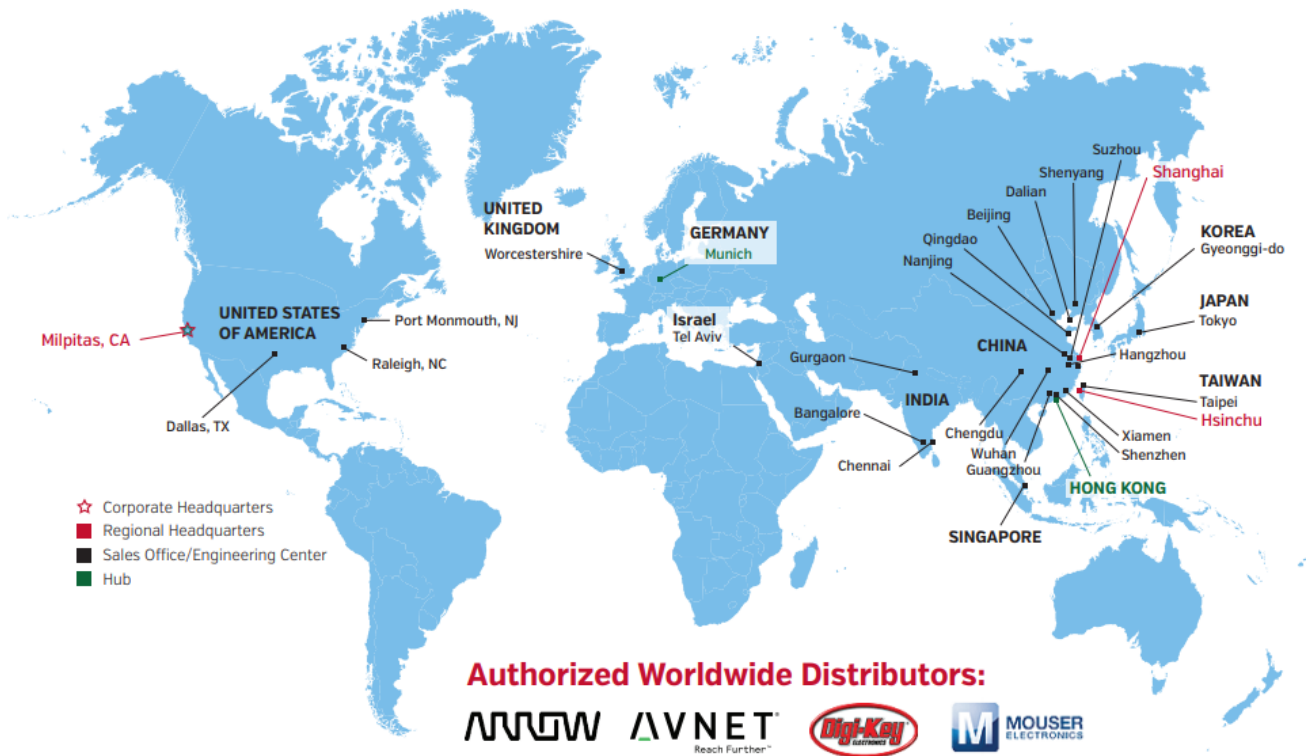 Suzhou
Shenyang
Shanghai
Dalian
Beijing
UNITED
KINGDOM
Worcestershire
GERMANY
Munich
Qingdao
Nanjing
KOREA
Gyeonggi-do
JAPAN
Tokyo
UNITED STATES
OF AMERICA
Port Monmouth, NJ
Milpitas, CA
Raleigh, NC
Dallas, TX
Israel
Tel Aviv
Gurgaon
CHINA
Hangzhou
INDIA
Bangalore
Chennai
TAIWAN
Taipei
Hsinchu
Chengdu
Wuhan
Guangzhou
Xiamen
Shenzhen
HONG KONG
SINGAPORE
Corporate Headquarters
Regional Headquarters
Sales Office/Engineering Center
Hub
Authorized Worldwide Distributors:
ARROW
AVNET®
Reach Further™
Digi-Key®
ELECTRONICS
M MOUSER
ELECTRONICS